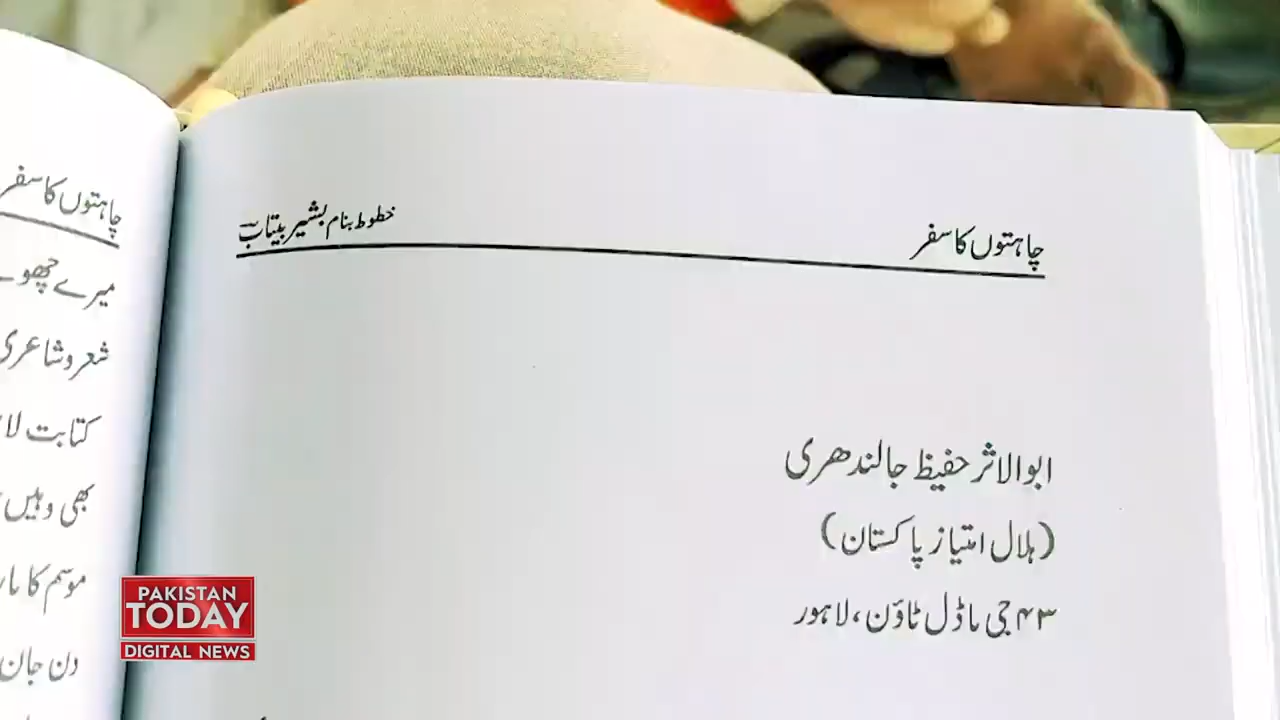 چاہتوں کا سفر
خطوط بنام بشیر بیتاب
ابوالاثر حفیظ جالندھری
(ہلال امتیاز پاکستان)
۴۳ جی ماڈل ٹاؤن، لاہور
چاہتوں کا سفر
میرے چھوٹے
شعر و شاعری
کتابت
بھی وہیں
موسم کا
دن جان
PAKISTAN
TODAY
DIGITAL NEWS